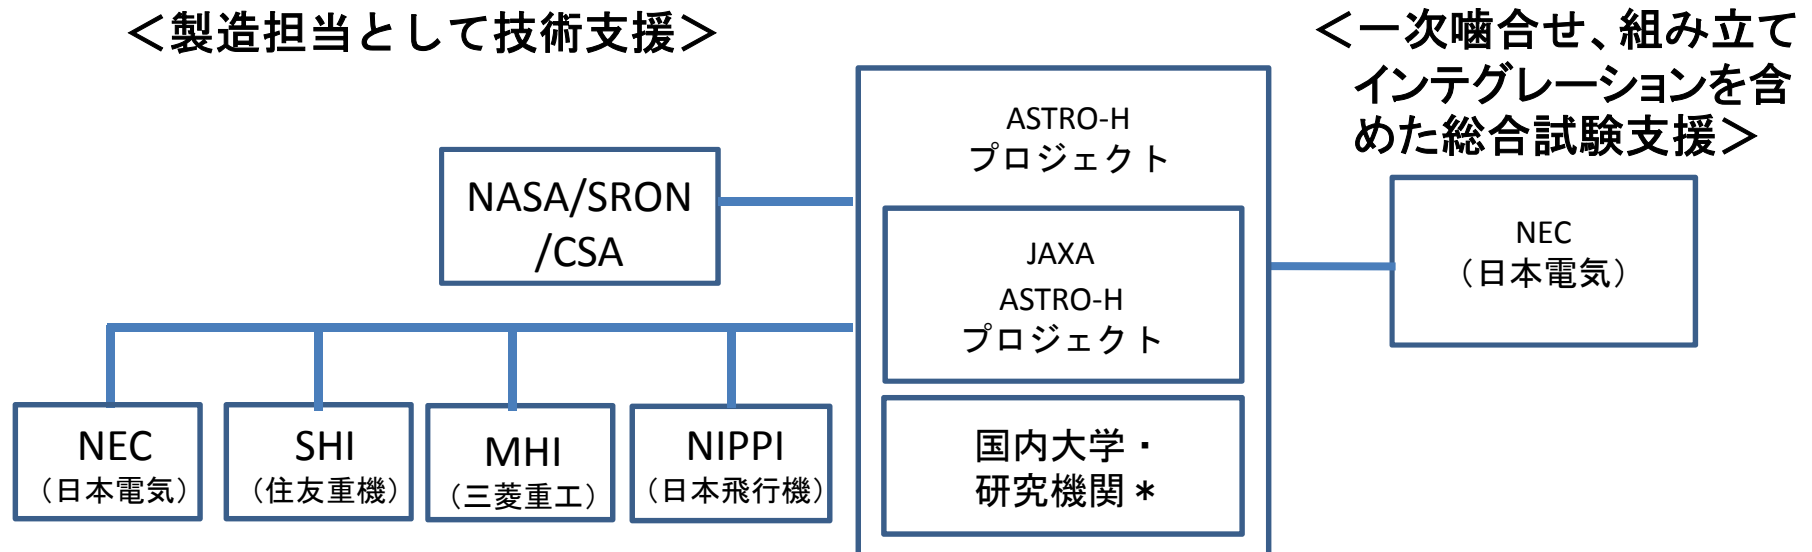 ＜製造担当として技術支援＞
＜一次噛合せ、組み立て
インテグレーションを含
めた総合試験支援＞
ASTRO-H
プロジェクト
NASA/SRON
/CSA
JAXA
ASTRO-H
プロジェクト
NEC
（日本電気）
NEC
（日本電気）
SHI
（住友重機）
MHI
（三菱重工）
NIPPI
（日本飛行機）
国内大学・
研究機関＊